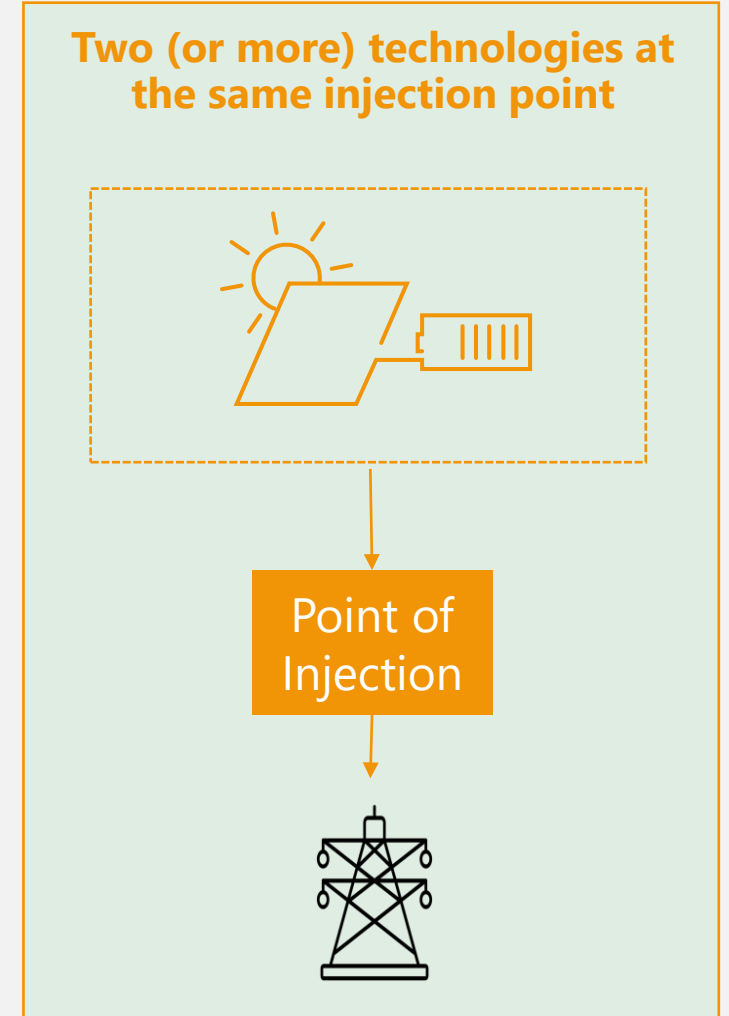 Two (or more) technologies at
the same injection point
Point of
Injection